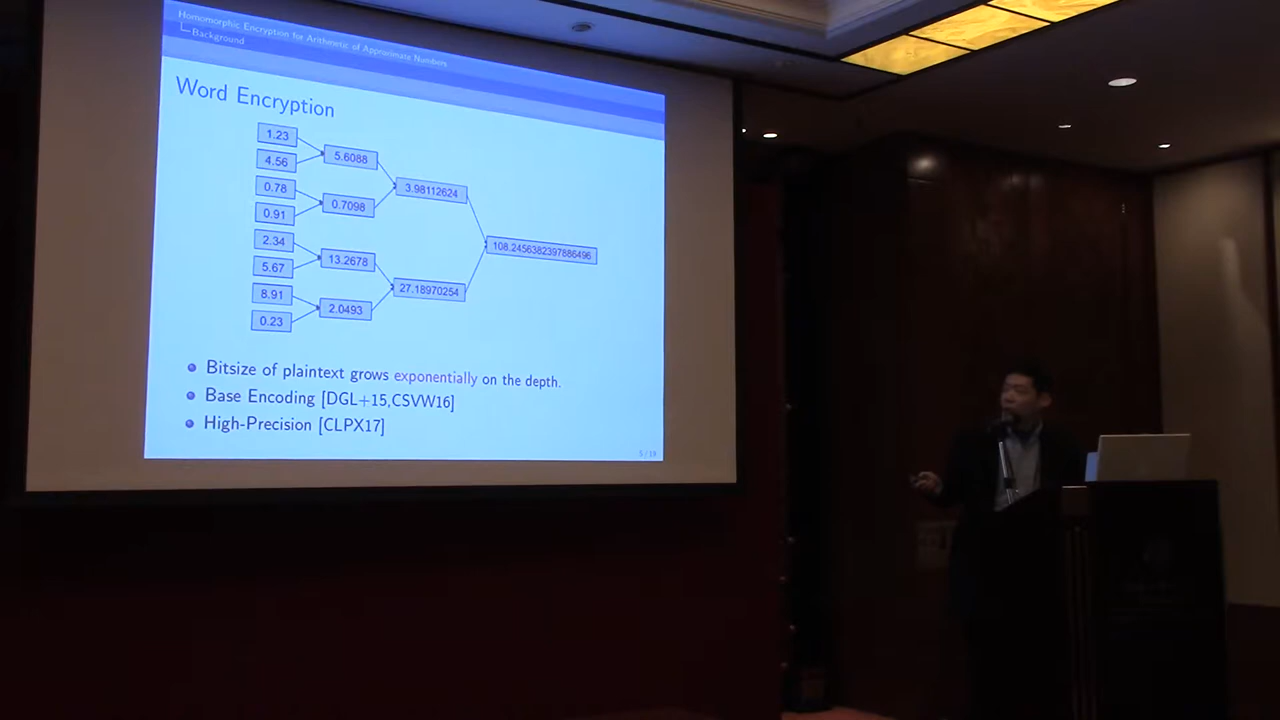 Homomorphic Encryption for Arithmetic of Approximate Numbers
Background
Word Encryption
1.23
4.56
0.78
0.91
2.34
5.67
8.91
0.23
5.6088
0.7098
13.2678
2.0493
3.98112624
27.18970254
108.2456382397886496
Bitsize of plaintext grows exponentially on the depth.
Base Encoding [DGL+15,CSVW16]
High-Precision [CLPX17]
5 / 19